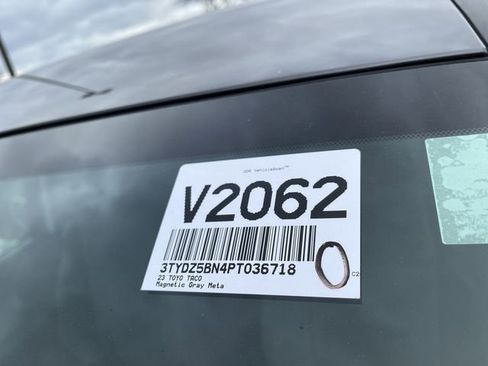 V2062
3TYDZ5BN4PT036718
23 TOYO TACO
Magnetic Gray Meta